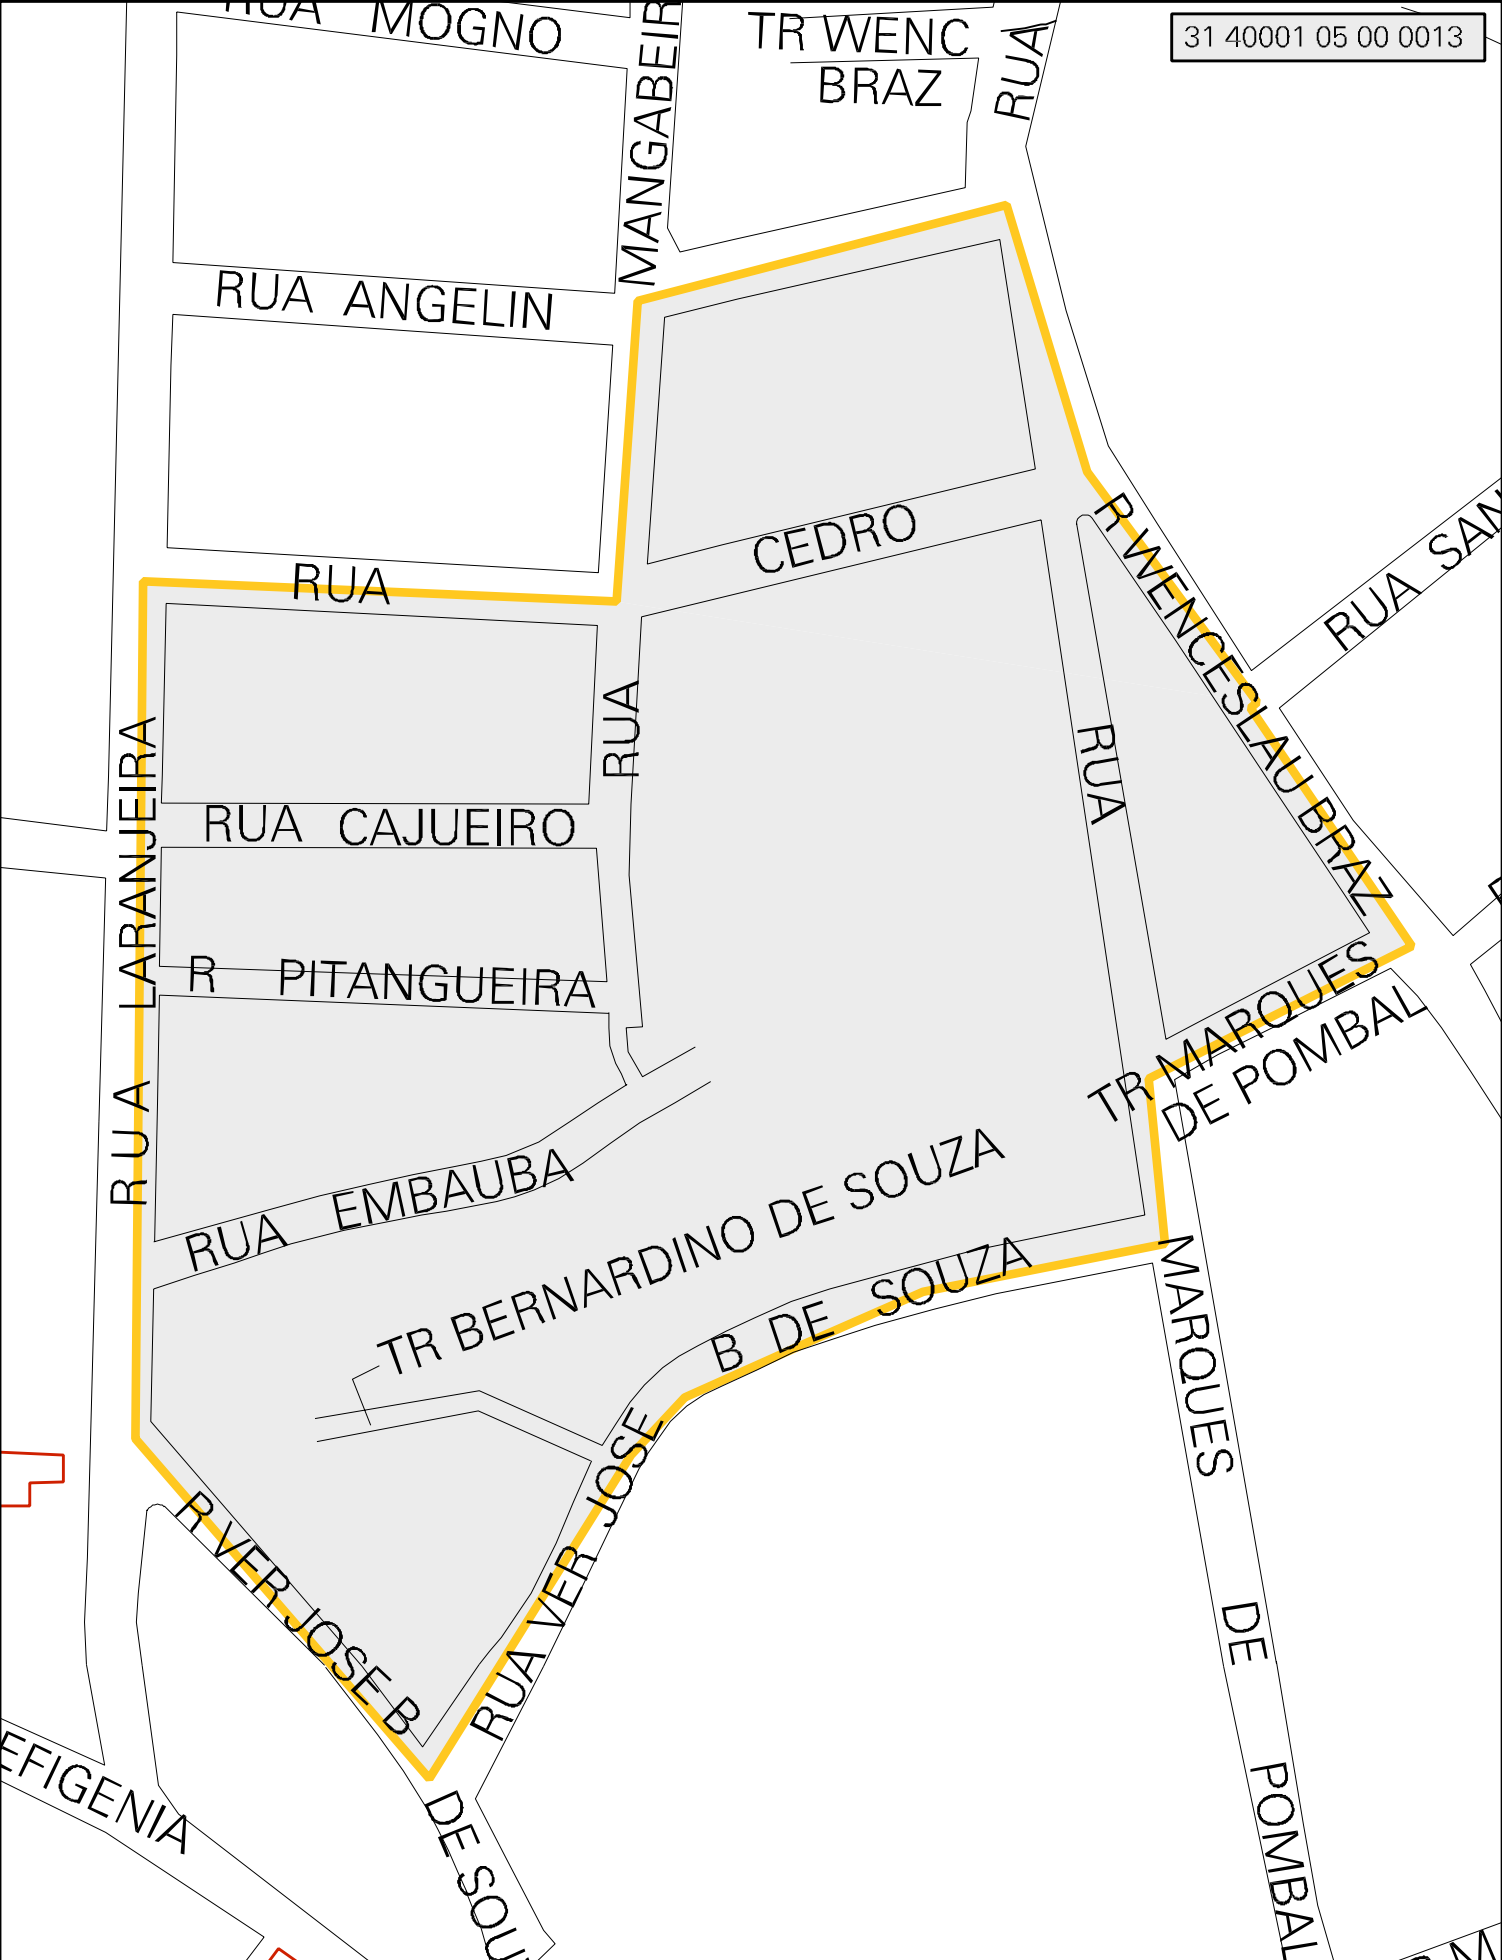 RUA MOGNO
MANGABEIR
TR WENC
BRAZ
RUA
31 40001 05 00 0013
RUA ANGELIN
CEDRO
R WENCESLAU BRAZ
RUA SAN
RUA
RUA LARANJEIRA
RUA
RUA
RUA CAJUEIRO
R PITANGUEIRA
TR MARQUES
DE POMBAL
RUA EMBAUBA
TR BERNARDINO DE SOUZA
RUA VER JOSE B DE SOUZA
MARQUES DE POMBAL
R VER JOSE B
DE SOU
EFIGENIA